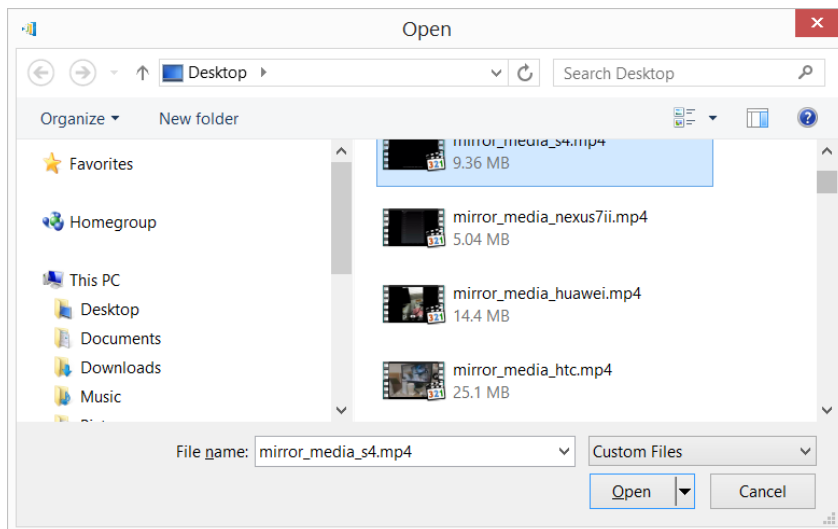 Open
Desktop
Search Desktop
Organize
New folder
Favorites
Homegroup
This PC
Desktop
Documents
Downloads
Music
mirror_media_s4.mp4
9.36 MB
mirror_media_nexus7ii.mp4
5.04 MB
mirror_media_huawei.mp4
14.4 MB
mirror_media_htc.mp4
25.1 MB
File name: mirror_media_s4.mp4
Custom Files
Open
Cancel